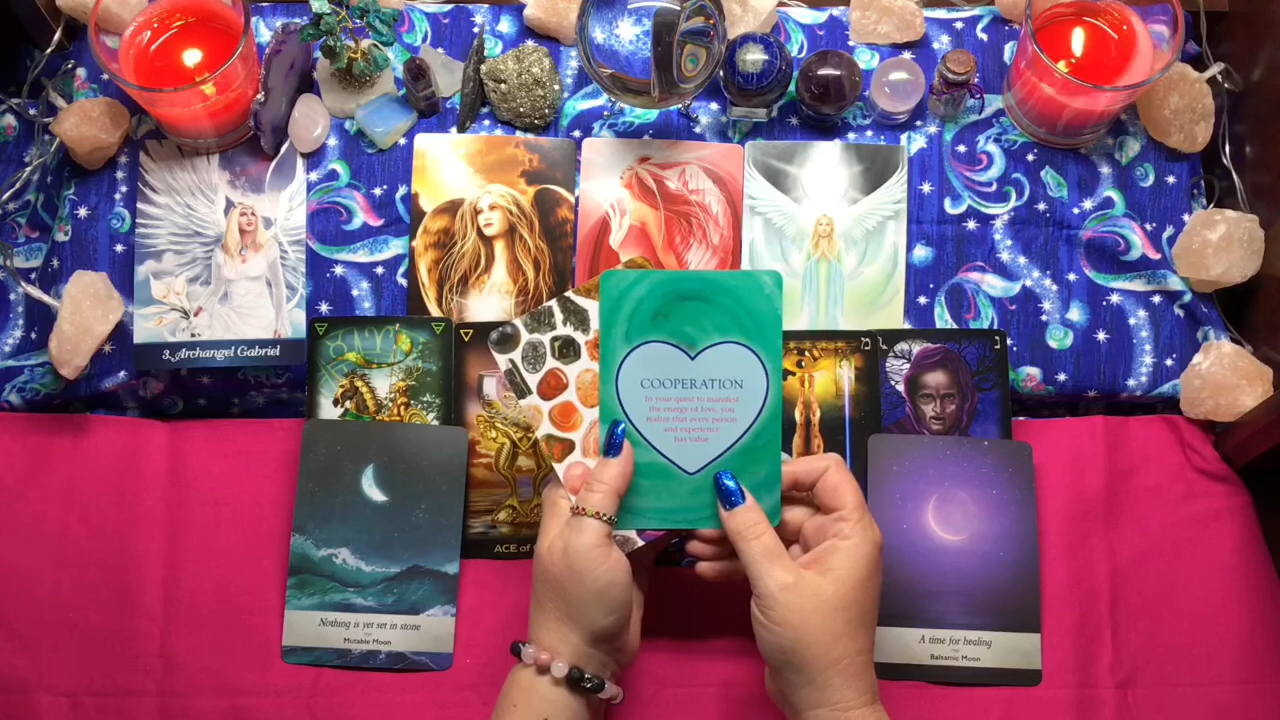 3. Archangel Gabriel
COOPERATION
In your quest to manifest
the energy of love, you
realize that every person
and experience
has value
ACE of
Nothing is yet set in stone
Mutable Moon
A time for healing
Balsamic Moon